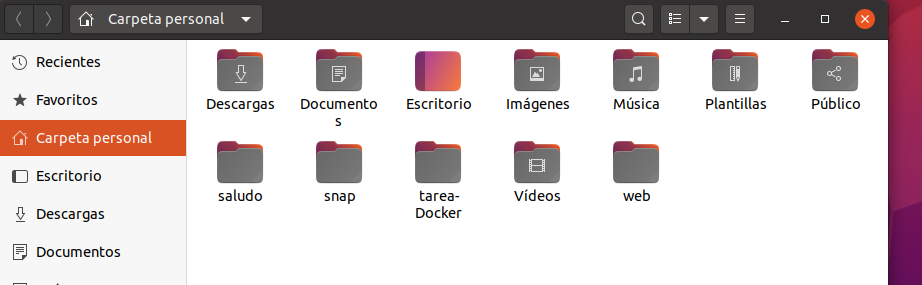 Carpeta personal
Recientes
Favoritos
Carpeta personal
Escritorio
Descargas
Documentos
Descargas
Documento
s
Escritorio
Imágenes
Música
Plantillas
Público
saludo
snap
tarea-
Docker
Vídeos
web